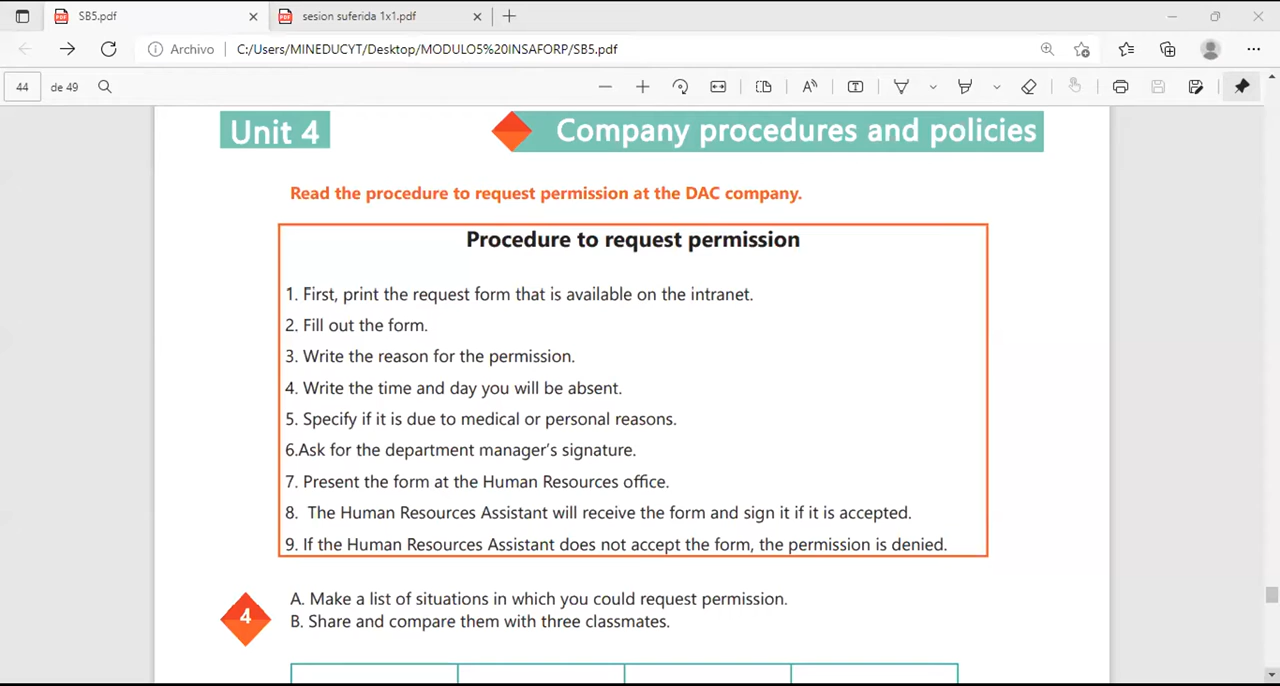 SB5.pdf
sesion suferida 1x1.pdf
Archivo
C:/Users/MINEDUCYT/Desktop/MODULO5%20INSAFORP/SB5.pdf
44
de 49
Unit 4
Company procedures and policies
Read the procedure to request permission at the DAC company.
Procedure to request permission
1. First, print the request form that is available on the intranet.
2. Fill out the form.
3. Write the reason for the permission.
4. Write the time and day you will be absent.
5. Specify if it is due to medical or personal reasons.
6.Ask for the department manager's signature.
7. Present the form at the Human Resources office.
8. The Human Resources Assistant will receive the form and sign it if it is accepted.
9. If the Human Resources Assistant does not accept the form, the permission is denied.
4
A. Make a list of situations in which you could request permission.
B. Share and compare them with three classmates.